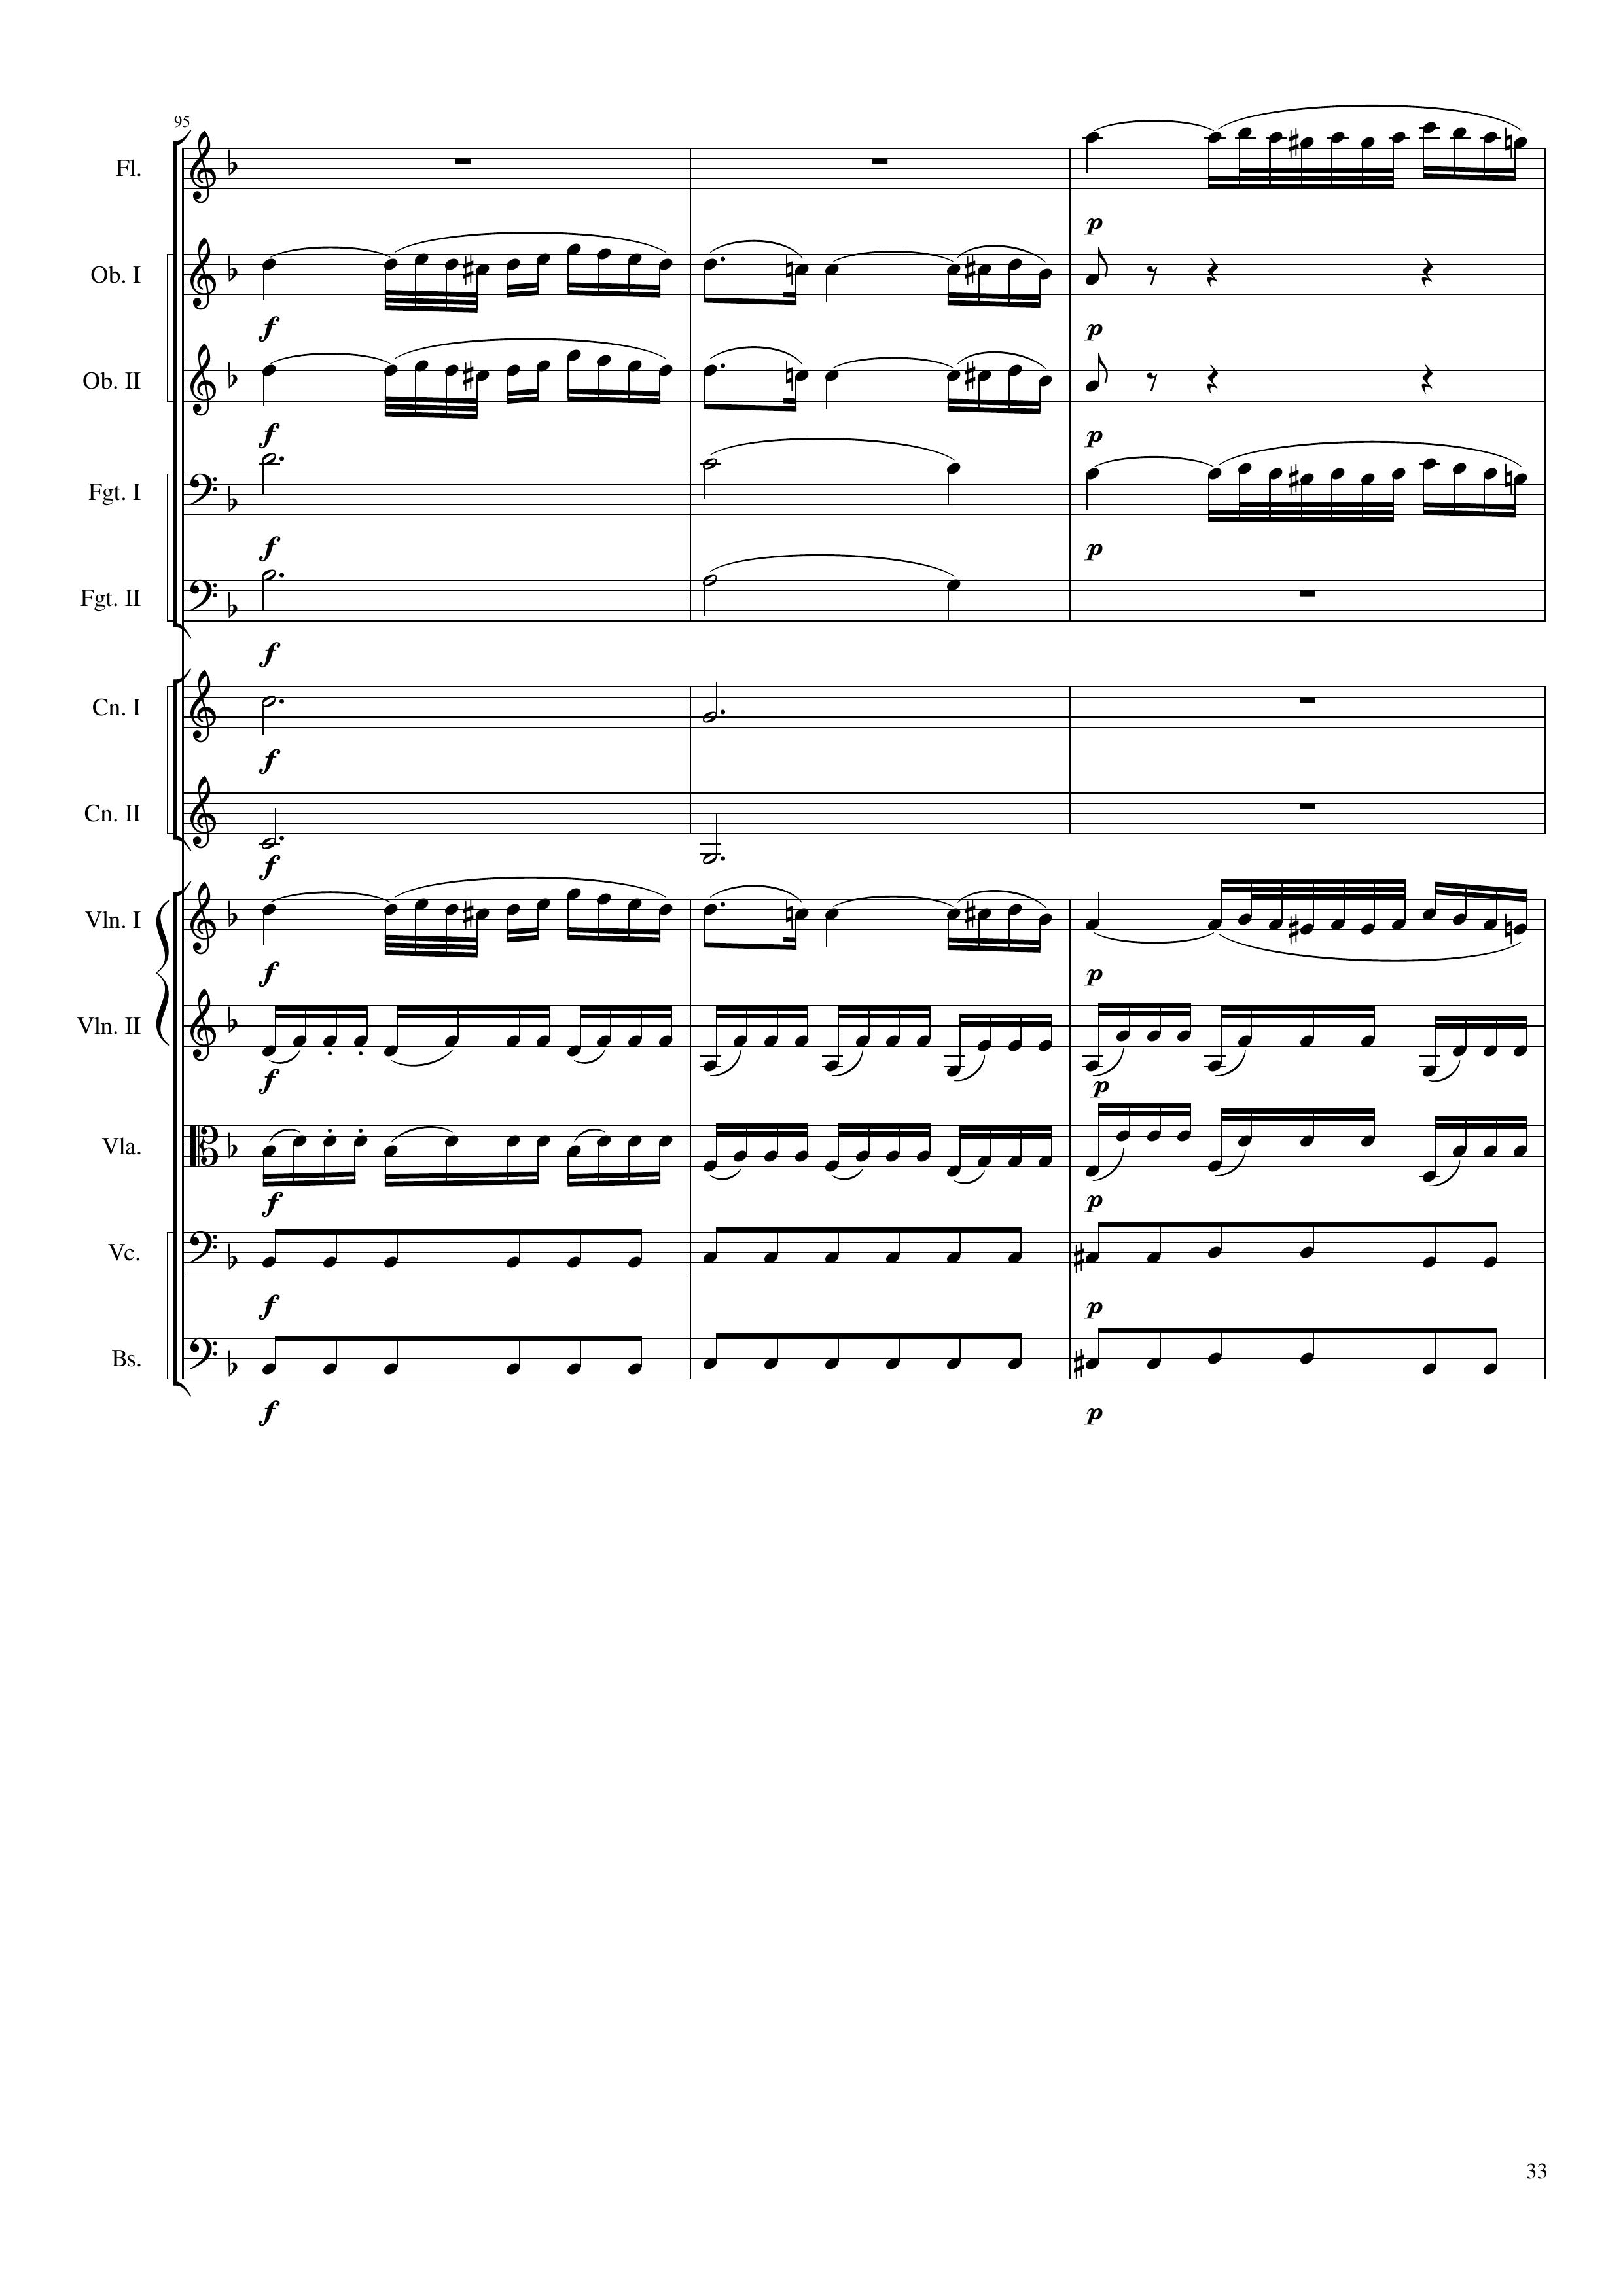 95
Fl.
p
Ob. I
f p
Ob. II
f p
Fgt. I
f p
Fgt. II
f
Cn. I
f
Cn. II
f
Vln. I
f p
Vln. II
f p
Vla.
f p
Vc.
f p
Bs.
f p
33